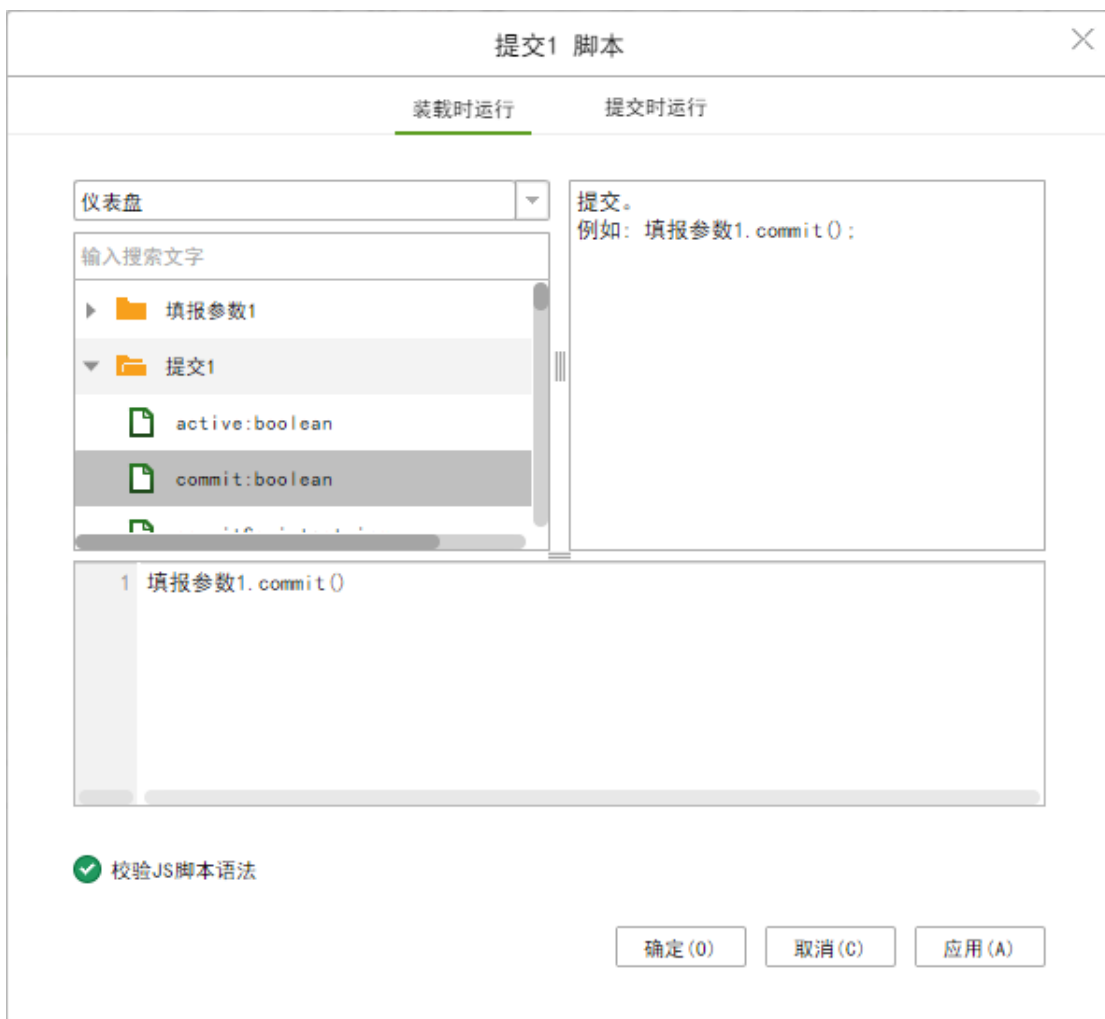 提交1 脚本
装载时运行 提交时运行
仪表盘
输入搜索文字
填报参数1
提交1
active:boolean
commit:boolean
提交。
例如: 填报参数1.commit();
1 填报参数1.commit()
校验JS脚本语法
确定(O) 取消(C) 应用(A)